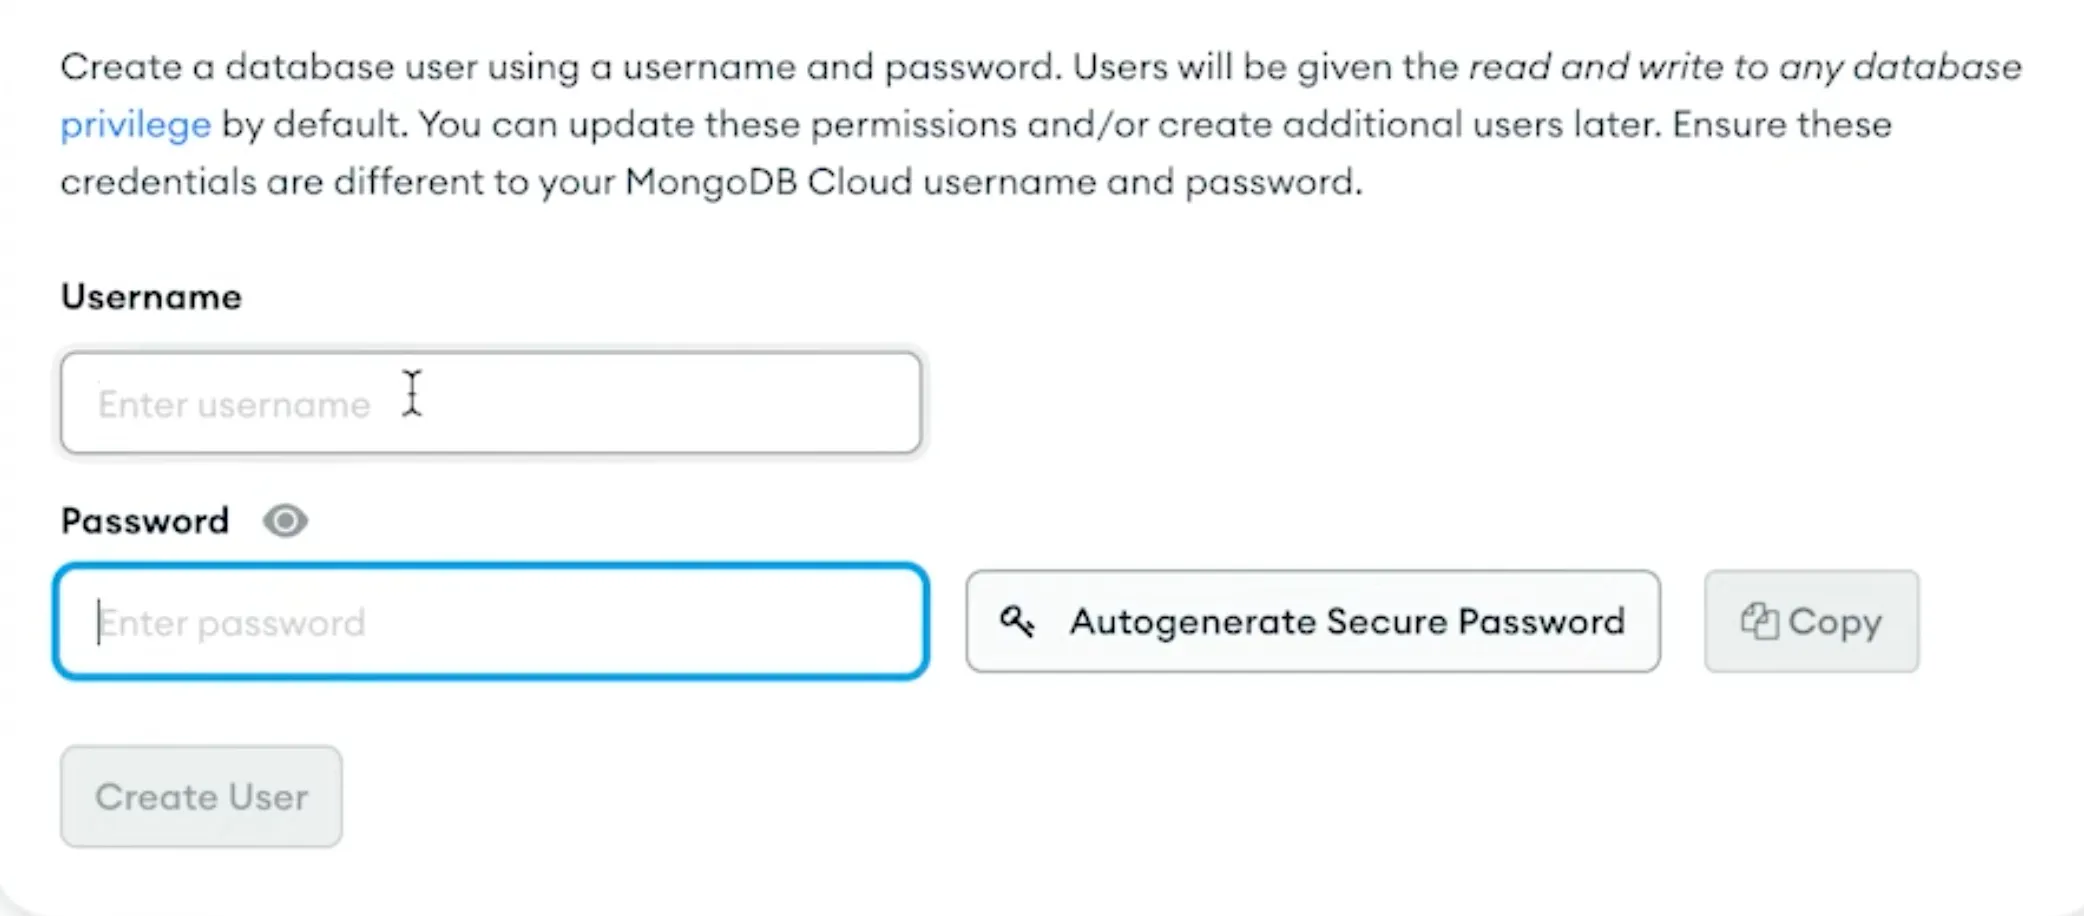 Create a database user using a username and password. Users will be given the read and write to any database
privilege by default. You can update these permissions and/or create additional users later. Ensure these
credentials are different to your MongoDB Cloud username and password.
Username
Enter username
Password
Enter password
Autogenerate Secure Password
Copy
Create User